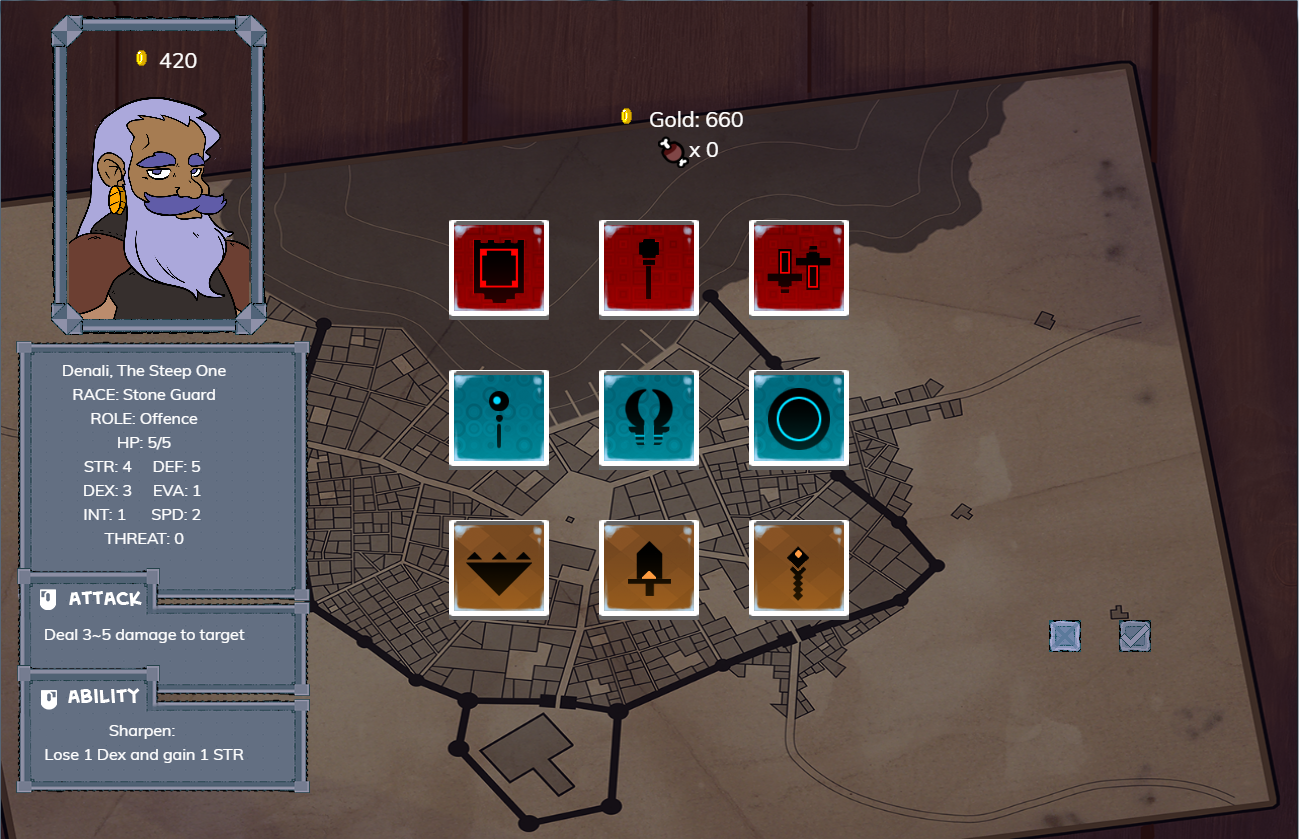 420
Gold: 660
x 0
Denali, The Steep One
RACE: Stone Guard
ROLE: Offence
HP: 5/5
STR: 4 DEF: 5
DEX: 3 EVA: 1
INT: 1 SPD: 2
THREAT: 0
ATTACK
Deal 3~5 damage to target
ABILITY
Sharpen:
Lose 1 Dex and gain 1 STR